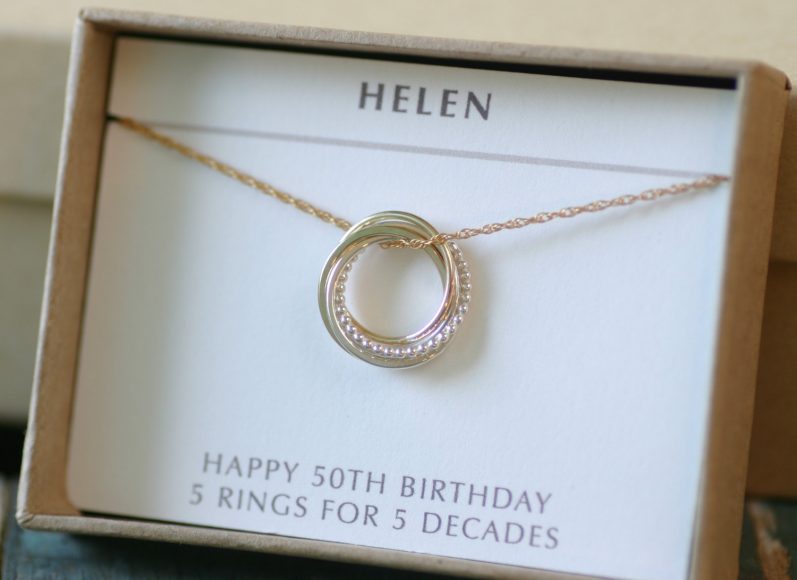 HELEN
HAPPY 50TH BIRTHDAY
5 RINGS FOR 5 DECADES